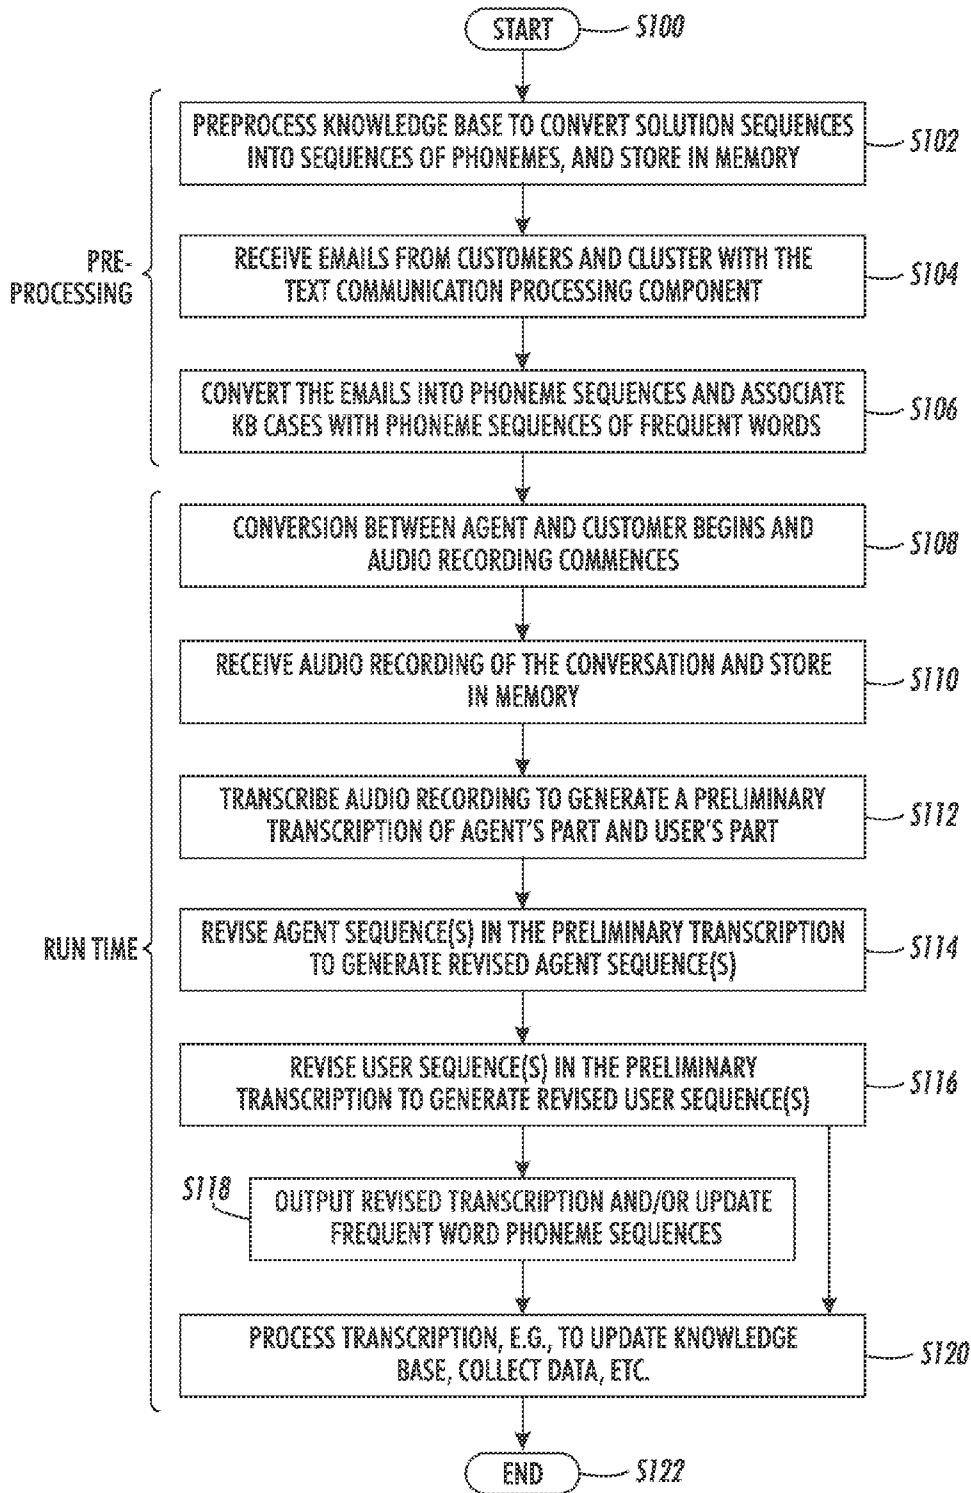 START
S100
PREPROCESS KNOWLEDGE BASE TO CONVERT SOLUTION SEQUENCES
INTO SEQUENCES OF PHONEMES, AND STORE IN MEMORY
S102
RECEIVE EMAILS FROM CUSTOMERS AND CLUSTER WITH THE
TEXT COMMUNICATION PROCESSING COMPONENT
S104
PRE-
PROCESSING
CONVERT THE EMAILS INTO PHONEME SEQUENCES AND ASSOCIATE
KB CASES WITH PHONEME SEQUENCES OF FREQUENT WORDS
S106
CONVERSION BETWEEN AGENT AND CUSTOMER BEGINS AND
AUDIO RECORDING COMMENCES
S108
RECEIVE AUDIO RECORDING OF THE CONVERSATION AND STORE
IN MEMORY
S110
TRANSCRIBE AUDIO RECORDING TO GENERATE A PRELIMINARY
TRANSCRIPTION OF AGENT'S PART AND USER'S PART
S112
RUN TIME
REVISE AGENT SEQUENCE(S) IN THE PRELIMINARY TRANSCRIPTION
TO GENERATE REVISED AGENT SEQUENCE(S)
S114
REVISE USER SEQUENCE(S) IN THE PRELIMINARY
TRANSCRIPTION TO GENERATE REVISED USER SEQUENCE(S)
S116
S118
OUTPUT REVISED TRANSCRIPTION AND/OR UPDATE
FREQUENT WORD PHONEME SEQUENCES
PROCESS TRANSCRIPTION, E.G., TO UPDATE KNOWLEDGE
BASE, COLLECT DATA, ETC.
S120
END
S122